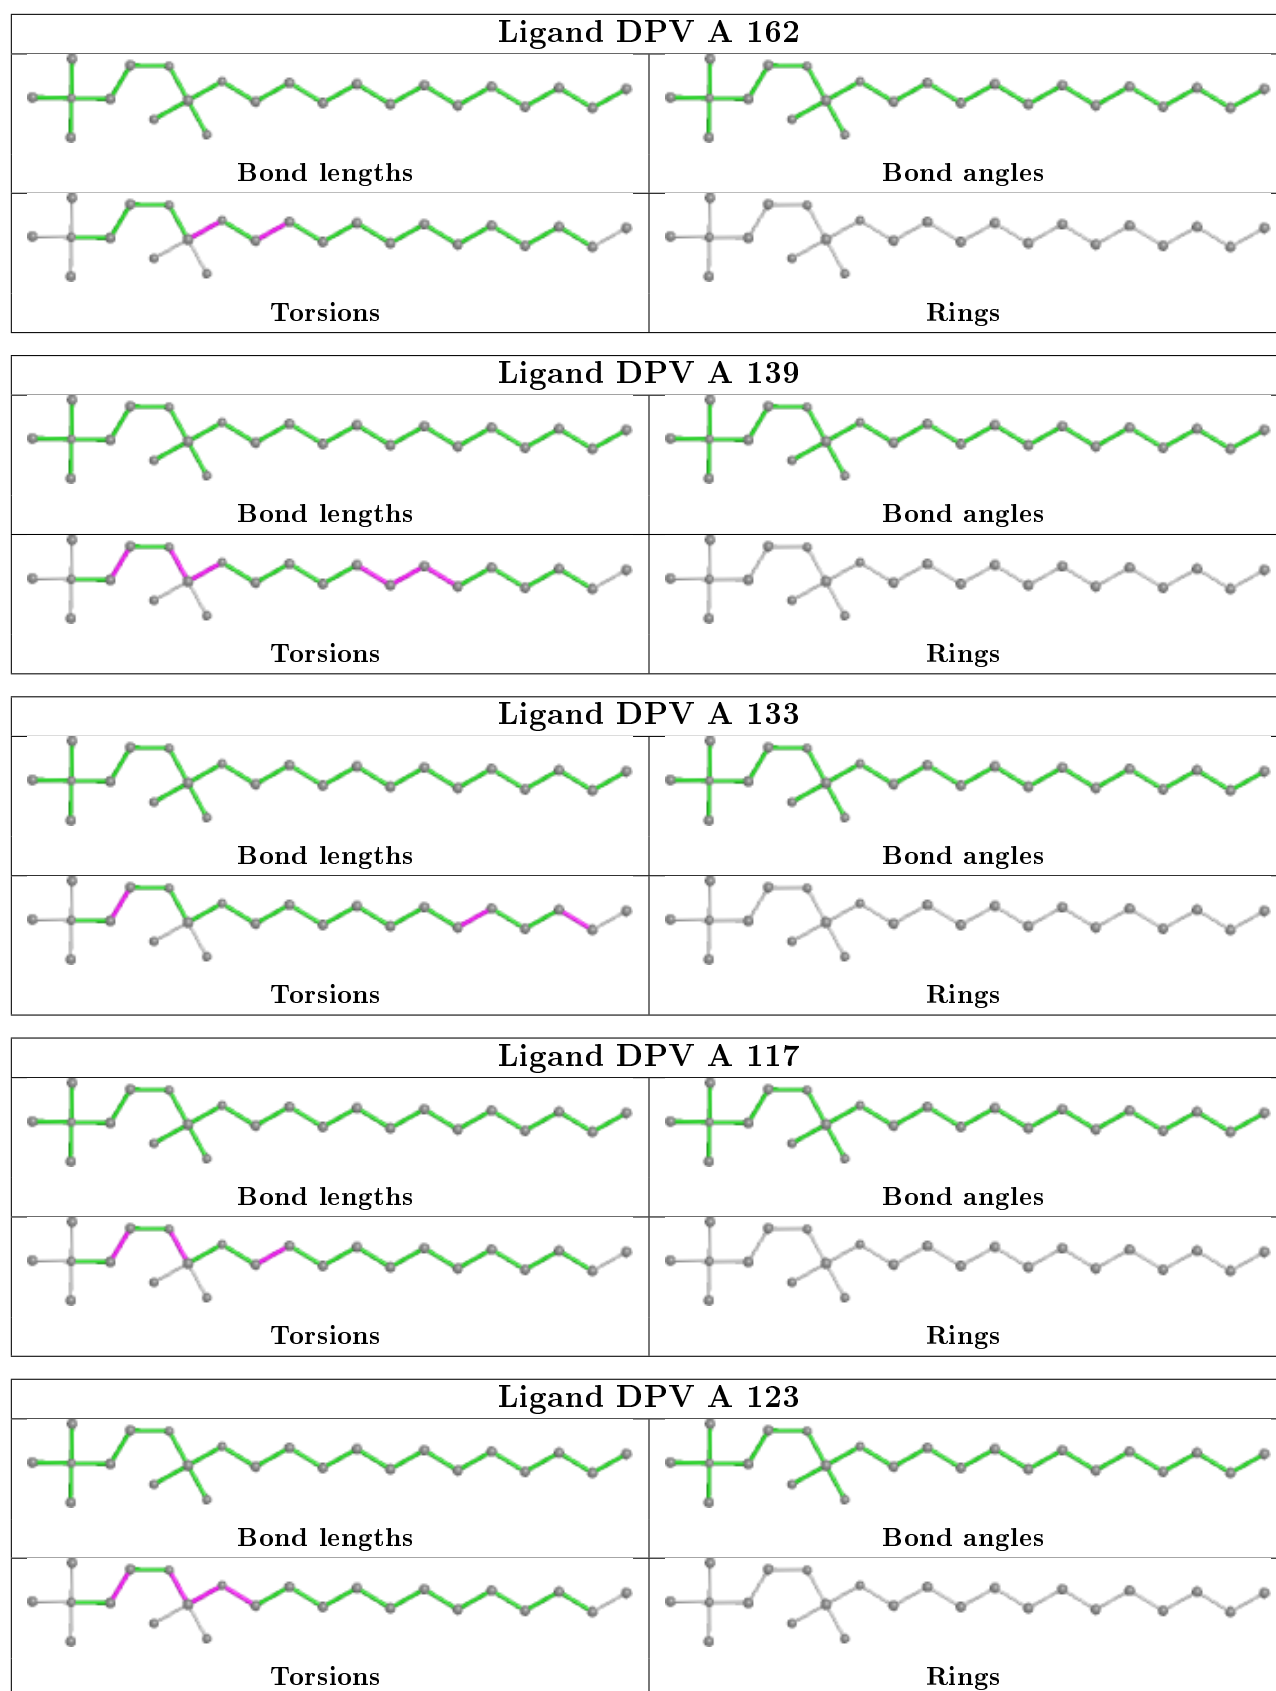 Ligand DPV A 162
Bond lengths
Bond angles
Torsions
Rings
Ligand DPV A 139
Bond lengths
Bond angles
Torsions
Rings
Ligand DPV A 133
Bond lengths
Bond angles
Torsions
Rings
Ligand DPV A 117
Bond lengths
Bond angles
Torsions
Rings
Ligand DPV A 123
Bond lengths
Bond angles
Torsions
Rings